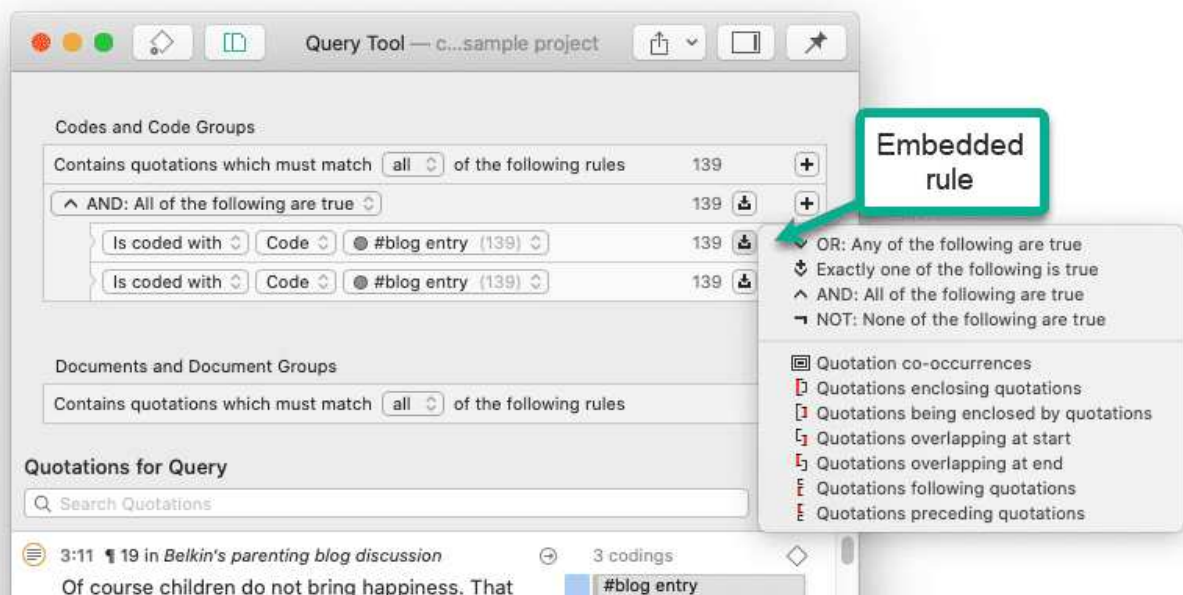 Query Tool — c...sample project
Codes and Code Groups
Contains quotations which must match all of the following rules 139
AND: All of the following are true 139
Is coded with Code #blog entry (139) 139
Is coded with Code #blog entry (139) 139
Embedded
rule
OR: Any of the following are true
Exactly one of the following is true
AND: All of the following are true
NOT: None of the following are true
Quotation co-occurrences
Quotations enclosing quotations
Quotations being enclosed by quotations
Quotations overlapping at start
Quotations overlapping at end
Quotations following quotations
Quotations preceding quotations
Documents and Document Groups
Contains quotations which must match all of the following rules
Quotations for Query
Search Quotations
3:11 ¶ 19 in Belkin's parenting blog discussion 3 codings
Of course children do not bring happiness. That #blog entry